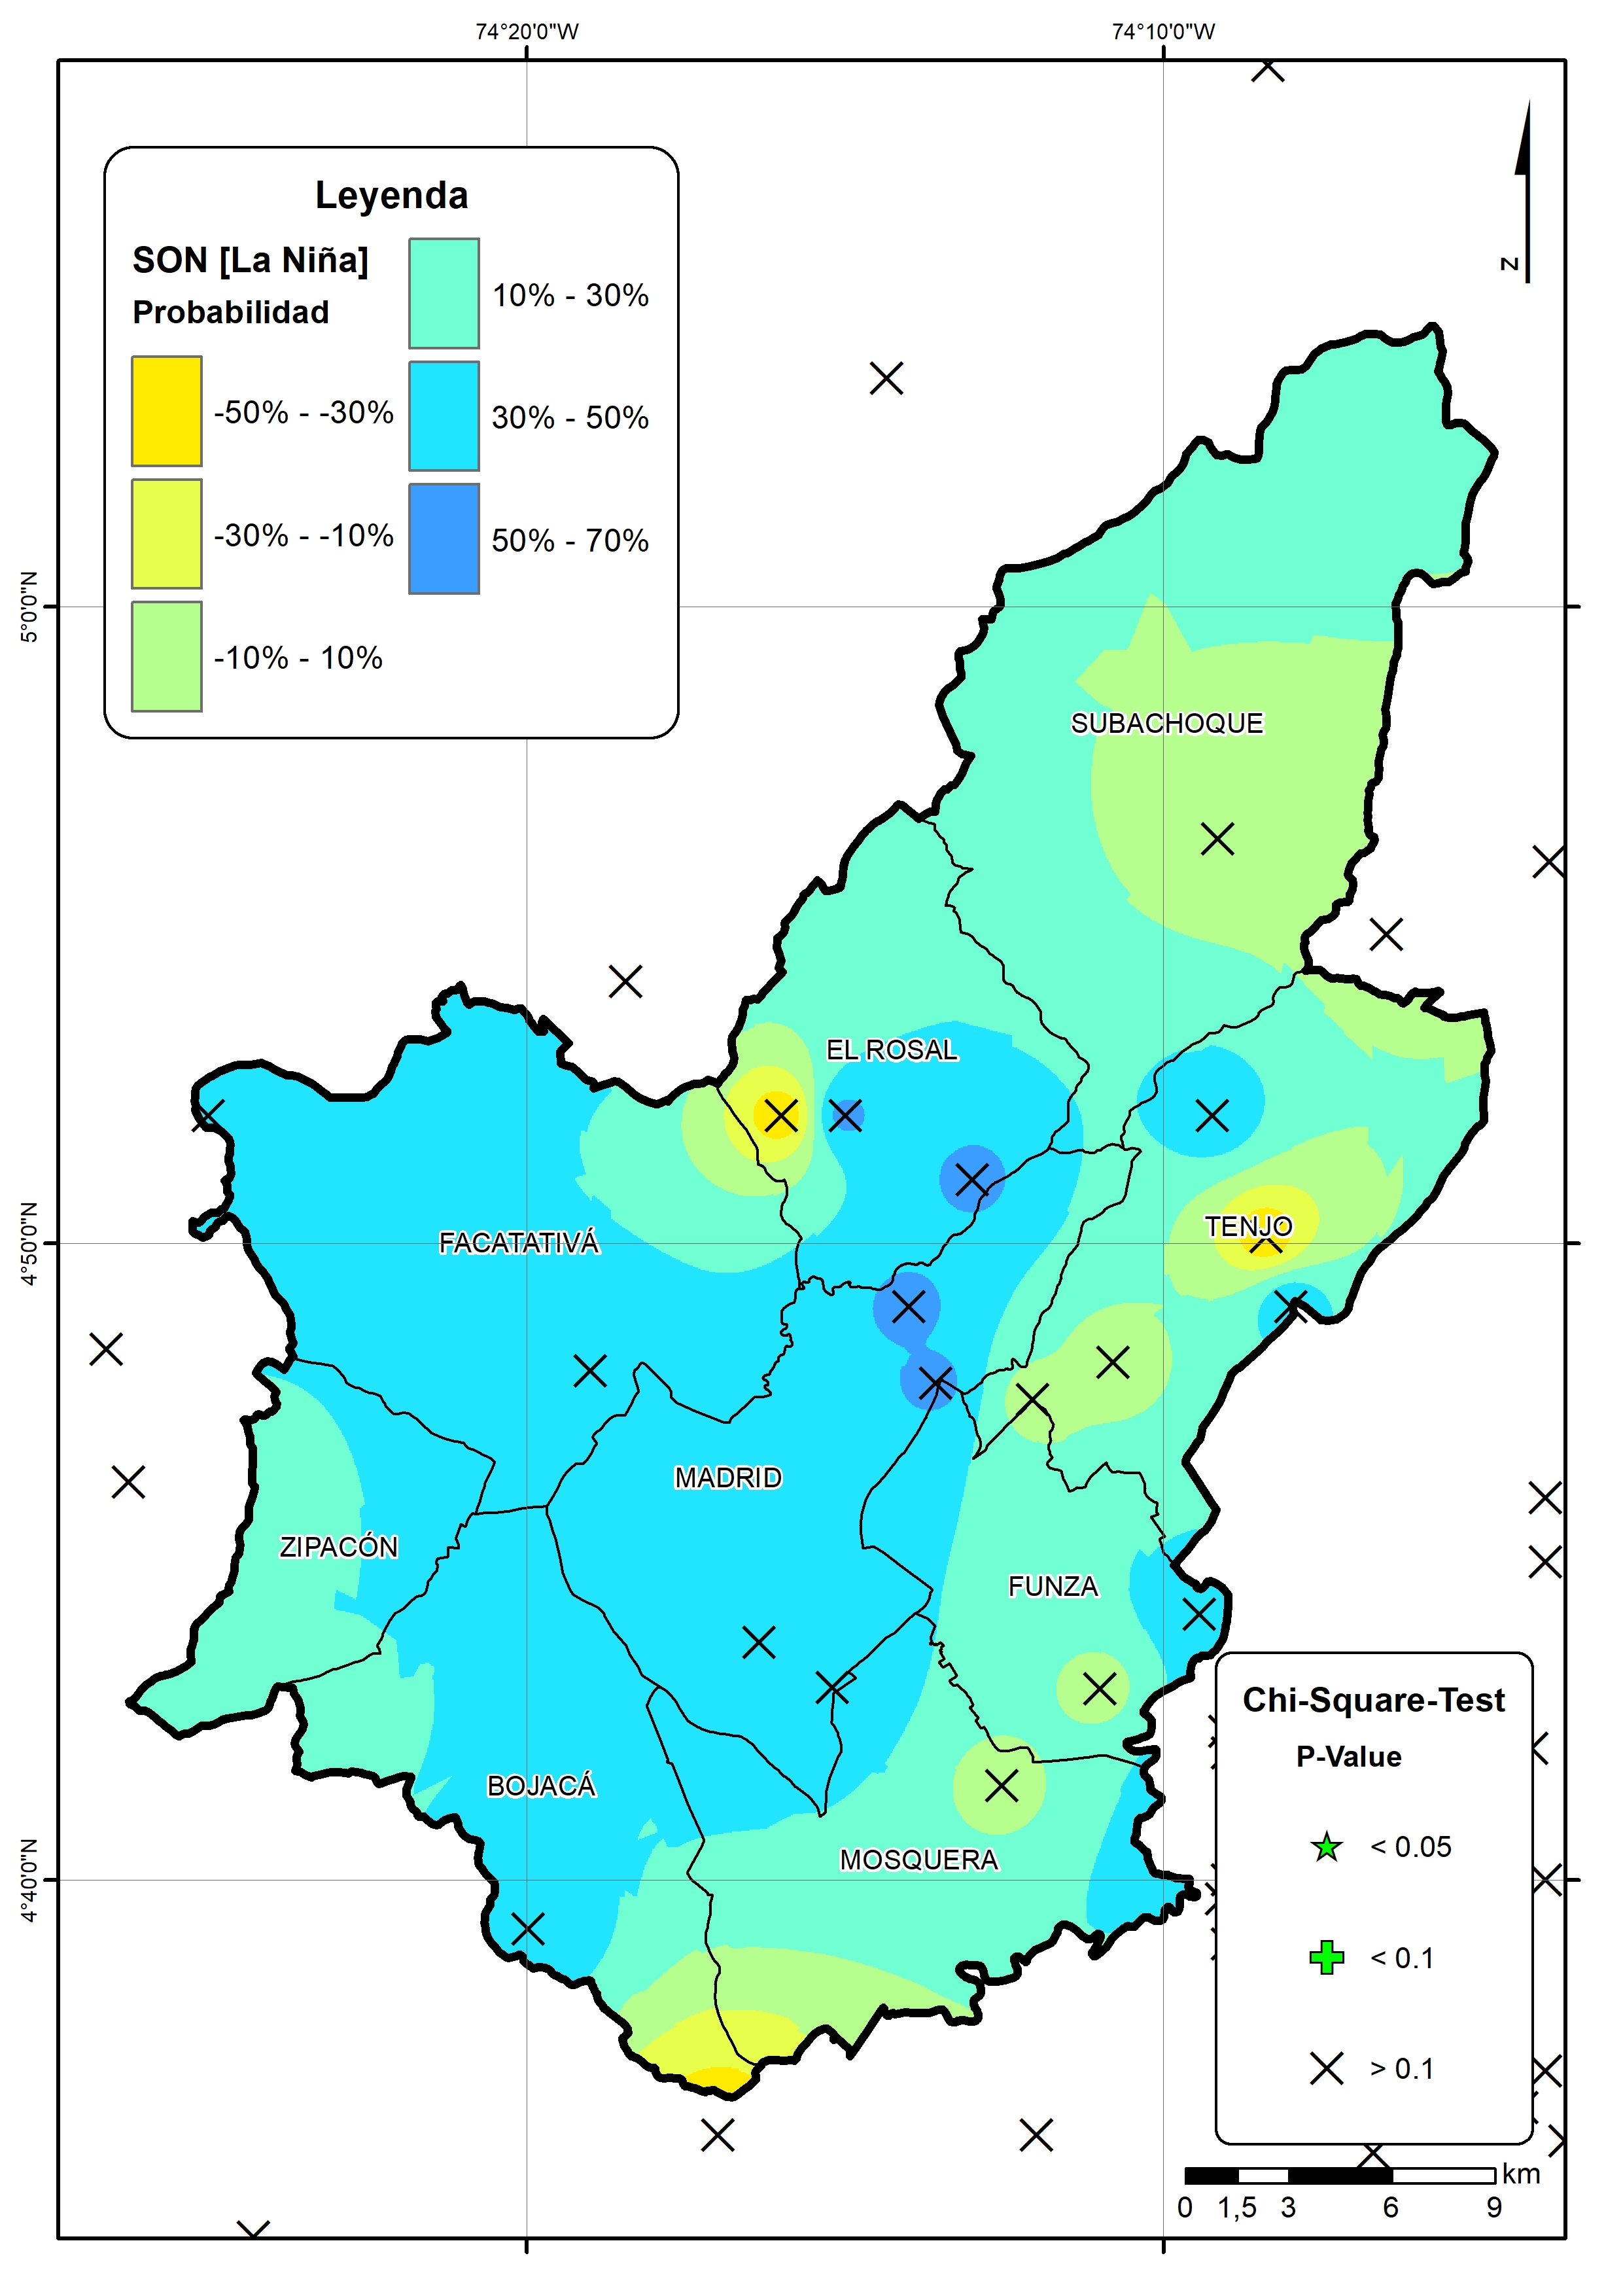 74°20'0"W
74°10'0"W
Leyenda
SON [La Niña]
Probabilidad
-50% - -30%
-30% - -10%
-10% - 10%
10% - 30%
30% - 50%
50% - 70%
N
5°0'0"N
4°50'0"N
4°40'0"N
SUBACHOQUE
EL ROSAL
TENJO
FACATATIVÁ
MADRID
ZIPACÓN
FUNZA
BOJACÁ
MOSQUERA
Chi-Square-Test
P-Value
< 0.05
< 0.1
> 0.1
km
0 1,5 3 6 9